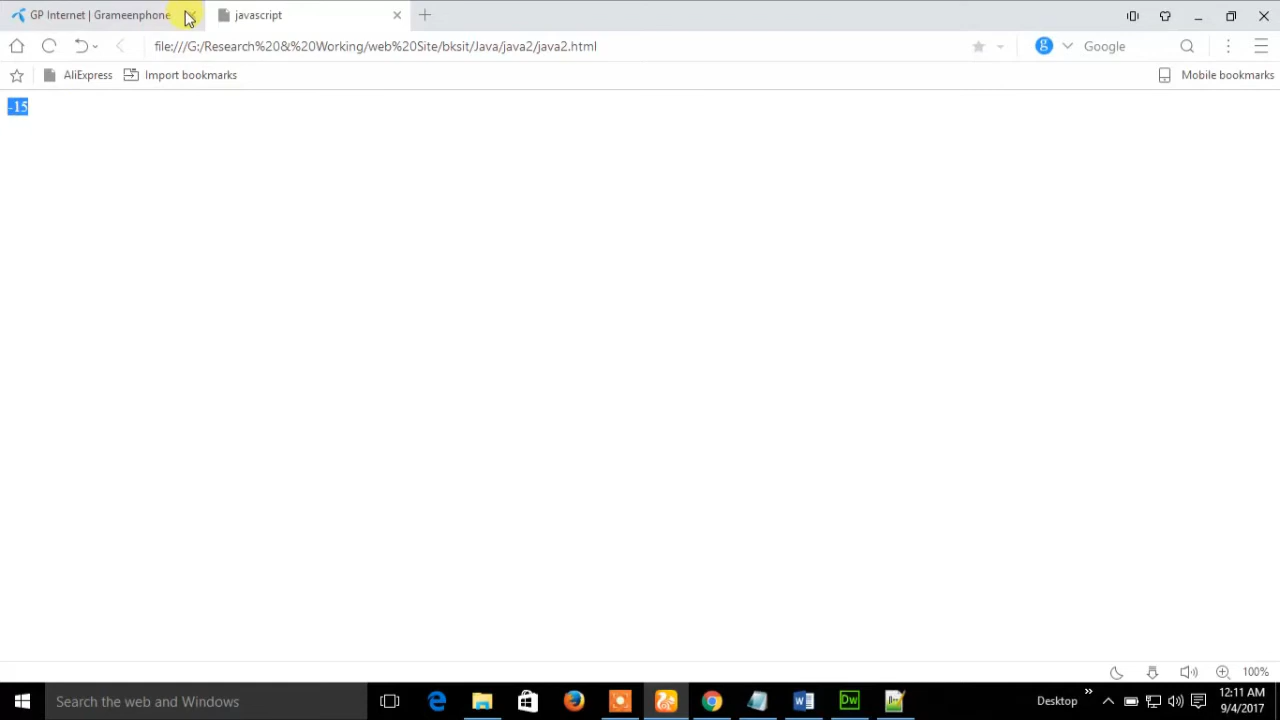 GP Internet | Grameenphone
javascript
file:///G:/Research%20&%20Working/web%20Site/bksit/Java/java2/java2.html
Google
AliExpress
Import bookmarks
Mobile bookmarks
-15
100%
Search the web and Windows
Desktop
12:11 AM
9/4/2017